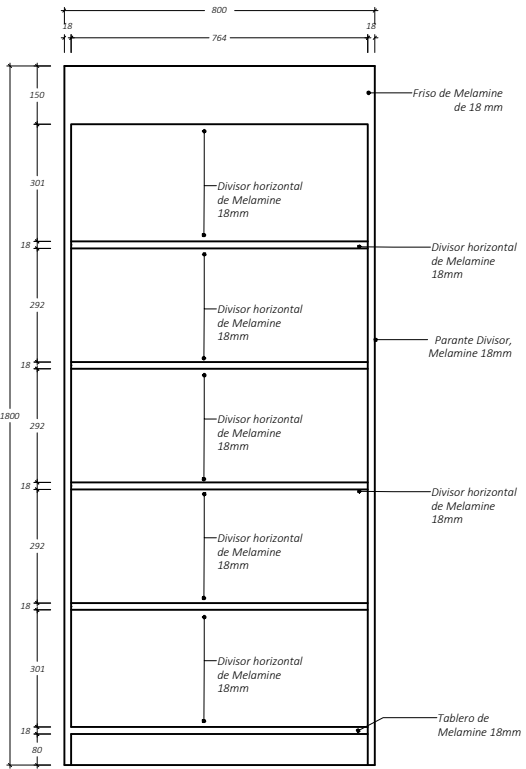 800
18
18
764
150
Friso de Melamine
de 18 mm
301
Divisor horizontal
de Melamine
18mm
18
Divisor horizontal
de Melamine
18mm
292
Divisor horizontal
de Melamine
18mm
Parante Divisor,
Melamine 18mm
18
1800
292
Divisor horizontal
de Melamine
18mm
18
Divisor horizontal
de Melamine
18mm
292
Divisor horizontal
de Melamine
18mm
18
301
Divisor horizontal
de Melamine
18mm
18
Tablero de
Melamine 18mm
80